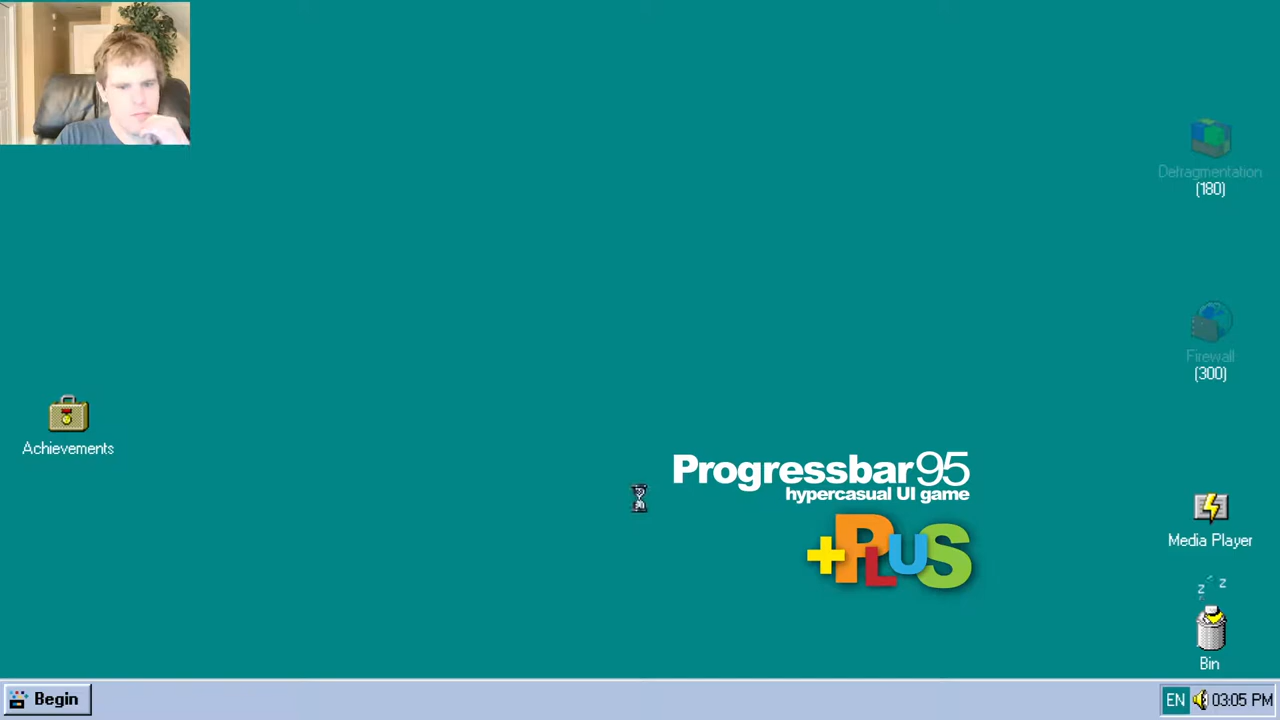 Defragmentation
(180)
Firewall
(300)
Achievements
Progressbar95
hypercasual UI game
+PLUS
Media Player
z z
Bin
Begin
EN 03:05 PM